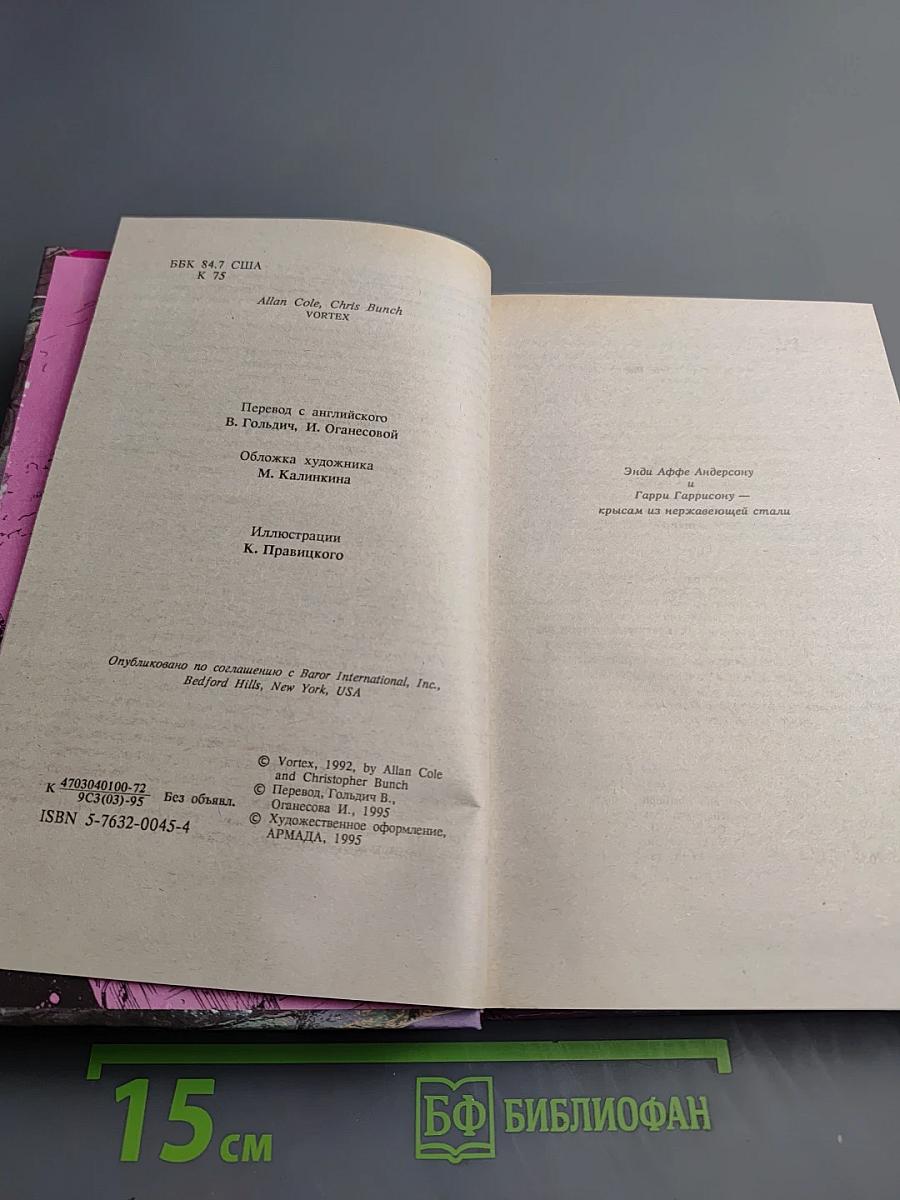 ББК 84.7 США
К 75
Allan Cole, Chris Bunch
VORTEX
Перевод с английского
В. Гольдич, И. Оганесовой
Обложка художника
М. Калинкина
Иллюстрации
К. Правицкого
Опубликовано по соглашению с Baror International, Inc.,
Bedford Hills, New York, USA
К 4703040100-72
9С3(03)-95
Без объявл.
ISBN 5-7632-0045-4
© Vortex, 1992, by Allan Cole
and Christopher Bunch
© Перевод, Гольдич В.,
Оганесова И., 1995
© Художественное оформление,
АРМАДА, 1995
Энди Аффе Андерсону
и
Гарри Гаррисону —
крысам из нержавеющей стали
15 см
БФ БИБЛИОФАН